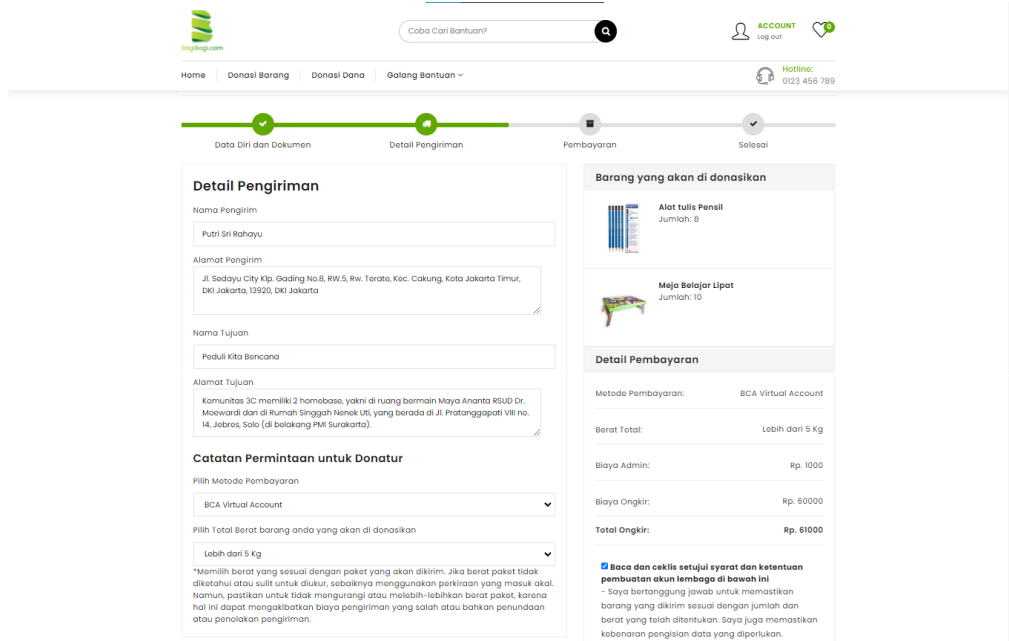 BagiBagi.com
Coba Cari Bantuan?
ACCOUNT
Log out
0
Home
Donasi Barang
Donasi Dana
Galang Bantuan
Hotline:
0123 456 789
Data Diri dan Dokumen
Detail Pengiriman
Pembayaran
Selesai
Detail Pengiriman
Nama Pengirim
Putri Sri Rahayu
Alamat Pengirim
Jl. Sedayu City Klp. Gading No.8, RW.5, Rw. Terate, Kec. Cakung, Kota Jakarta Timur,
DKI Jakarta, 13920, DKI Jakarta
Nama Tujuan
Peduli Kita Bencana
Alamat Tujuan
Komunitas 3C memiliki 2 homebase, yakni di ruang bermain Maya Ananta RSUD Dr.
Moewardi dan di Rumah Singgah Nenek Uti, yang berada di Jl. Pratanggapati VIII no.
14, Jebres, Solo (di belakang PMI Surakarta).
Catatan Permintaan untuk Donatur
Pilih Metode Pembayaran
BCA Virtual Account
Pilih Total Berat barang anda yang akan di donasikan
Lebih dari 5 Kg
*Memilih berat yang sesuai dengan paket yang akan dikirim. Jika berat paket tidak
diketahui atau sulit untuk diukur, sebaiknya menggunakan perkiraan yang masuk akal.
Namun, pastikan untuk tidak mengurangi atau melebih-lebihkan berat paket, karena
hal ini dapat mengakibatkan biaya pengiriman yang salah atau bahkan penundaan
atau penolakan pengiriman.
Barang yang akan di donasikan
Alat tulis Pensil
Jumlah: 8
Meja Belajar Lipat
Jumlah: 10
Detail Pembayaran
Metode Pembayaran: BCA Virtual Account
Berat Total: Lebih dari 5 Kg
Biaya Admin: Rp. 1000
Biaya Ongkir: Rp. 60000
Total Ongkir: Rp. 61000
Baca dan ceklis setujui syarat dan ketentuan
pembuatan akun lembaga di bawah ini
- Saya bertanggung jawab untuk memastikan
barang yang dikirim sesuai dengan jumlah dan
berat yang telah ditentukan. Saya juga memastikan
kebenaran pengisian data yang diperlukan.